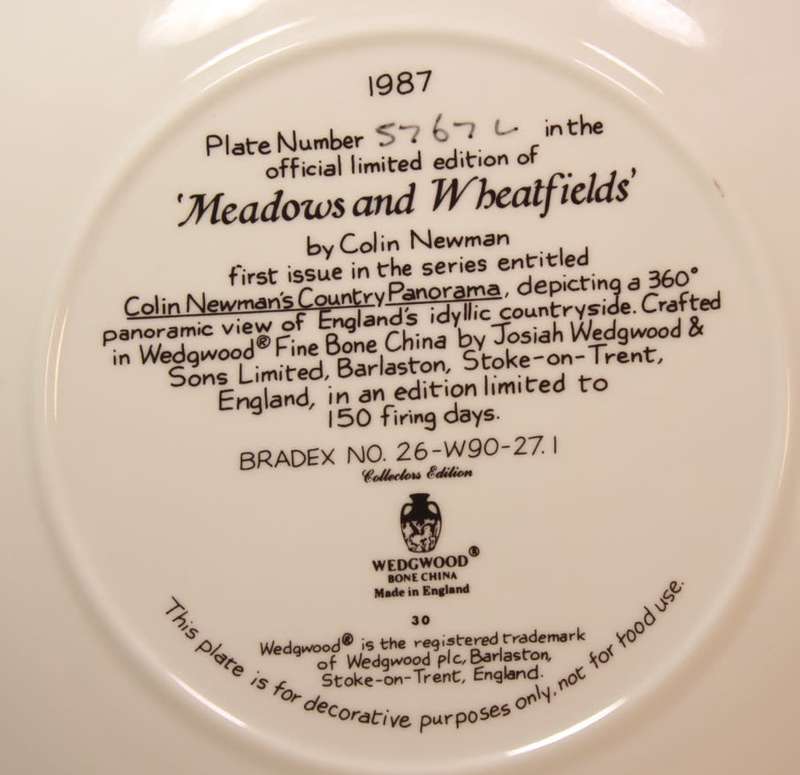 1987
Plate Number 5767 L in the
official limited edition of
'Meadows and Wheatfields'
by Colin Newman
first issue in the series entitled
Colin Newman's Country Panorama, depicting a 360°
panoramic view of England's idyllic countryside. Crafted
in Wedgwood® Fine Bone China by Josiah Wedgwood &
Sons Limited, Barlaston, Stoke-on-Trent,
England, in an edition limited to
150 firing days.
BRADEX NO. 26-W90-27.1
Collectors Edition
WEDGWOOD®
BONE CHINA
Made in England
30
Wedgwood® is the registered trademark
of Wedgwood plc, Barlaston,
Stoke-on-Trent, England.
This plate is for decorative purposes only, not for food use.